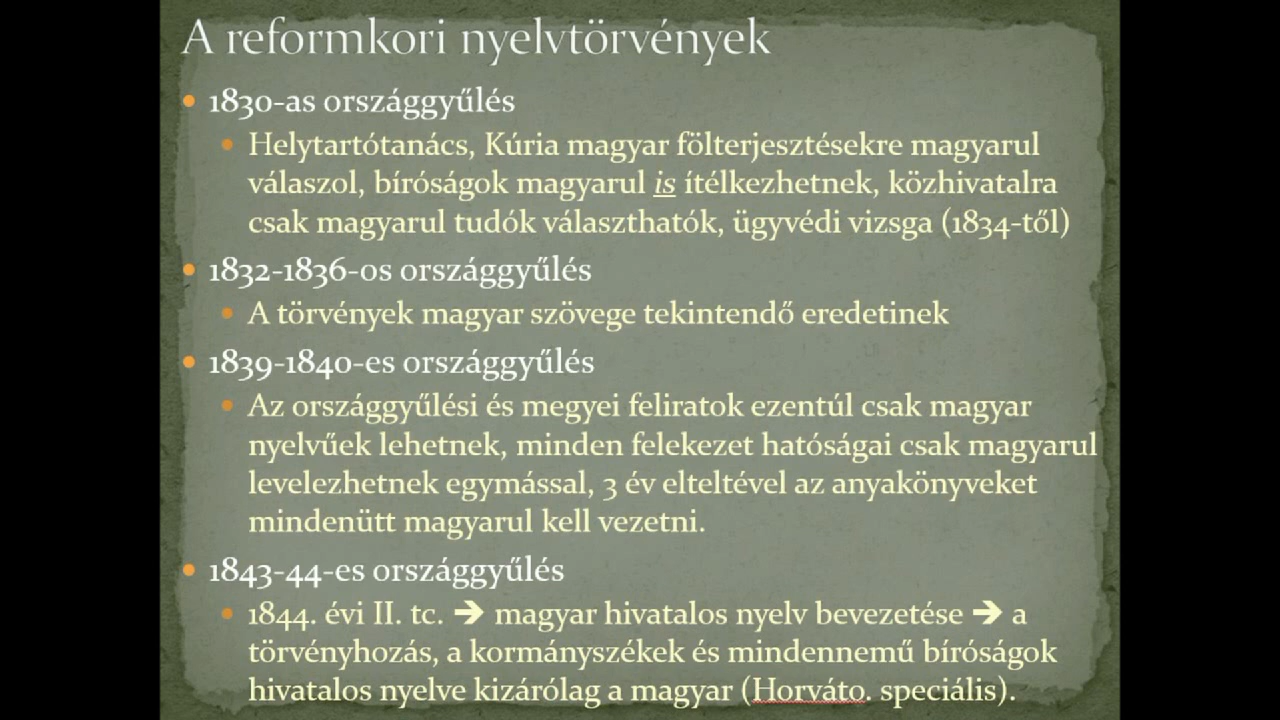 A reformkori nyelvtörvények
• 1830-as országgyűlés
• Helytartótanács, Kúria magyar fölterjesztésekre magyarul
válaszol, bíróságok magyarul is ítélkezhetnek, közhivatalra
csak magyarul tudók választhatók, ügyvédi vizsga (1834-től)
• 1832-1836-os országgyűlés
• A törvények magyar szövege tekintendő eredetinek
• 1839-1840-es országgyűlés
• Az országgyűlési és megyei feliratok ezentúl csak magyar
nyelvűek lehetnek, minden felekezet hatóságai csak magyarul
levelezhetnek egymással, 3 év elteltével az anyakönyveket
mindenütt magyarul kell vezetni.
• 1843-44-es országgyűlés
• 1844. évi II. tc. ➔ magyar hivatalos nyelv bevezetése ➔ a
törvényhozás, a kormányszékek és mindennemű bíróságok
hivatalos nyelve kizárólag a magyar (Horváto. speciális).